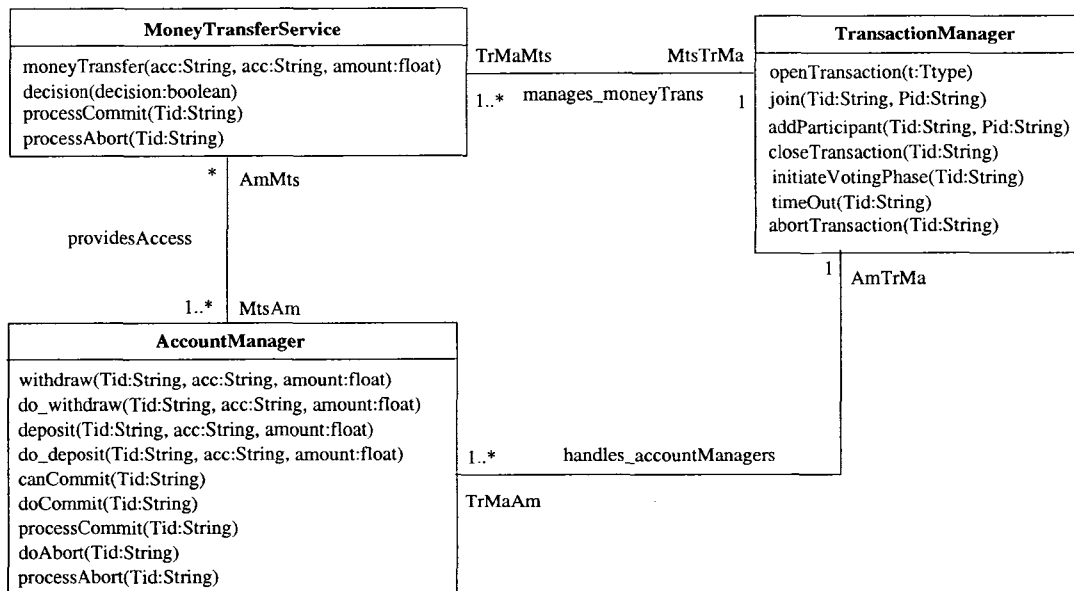 MoneyTransferService
moneyTransfer(acc:String, acc:String, amount:float)
decision(decision:boolean)
processCommit(Tid:String)
processAbort(Tid:String)
TrMaMts
MtsTrMa
1..*
manages_moneyTrans
1
TransactionManager
openTransaction(t:Ttype)
join(Tid:String, Pid:String)
addParticipant(Tid:String, Pid:String)
closeTransaction(Tid:String)
initiateVotingPhase(Tid:String)
timeOut(Tid:String)
abortTransaction(Tid:String)
*
AmMts
providesAccess
1..*
MtsAm
1
AmTrMa
AccountManager
withdraw(Tid:String, acc:String, amount:float)
do_withdraw(Tid:String, acc:String, amount:float)
deposit(Tid:String, acc:String, amount:float)
do_deposit(Tid:String, acc:String, amount:float)
canCommit(Tid:String)
doCommit(Tid:String)
processCommit(Tid:String)
doAbort(Tid:String)
processAbort(Tid:String)
1..*
handles_accountManagers
TrMaAm